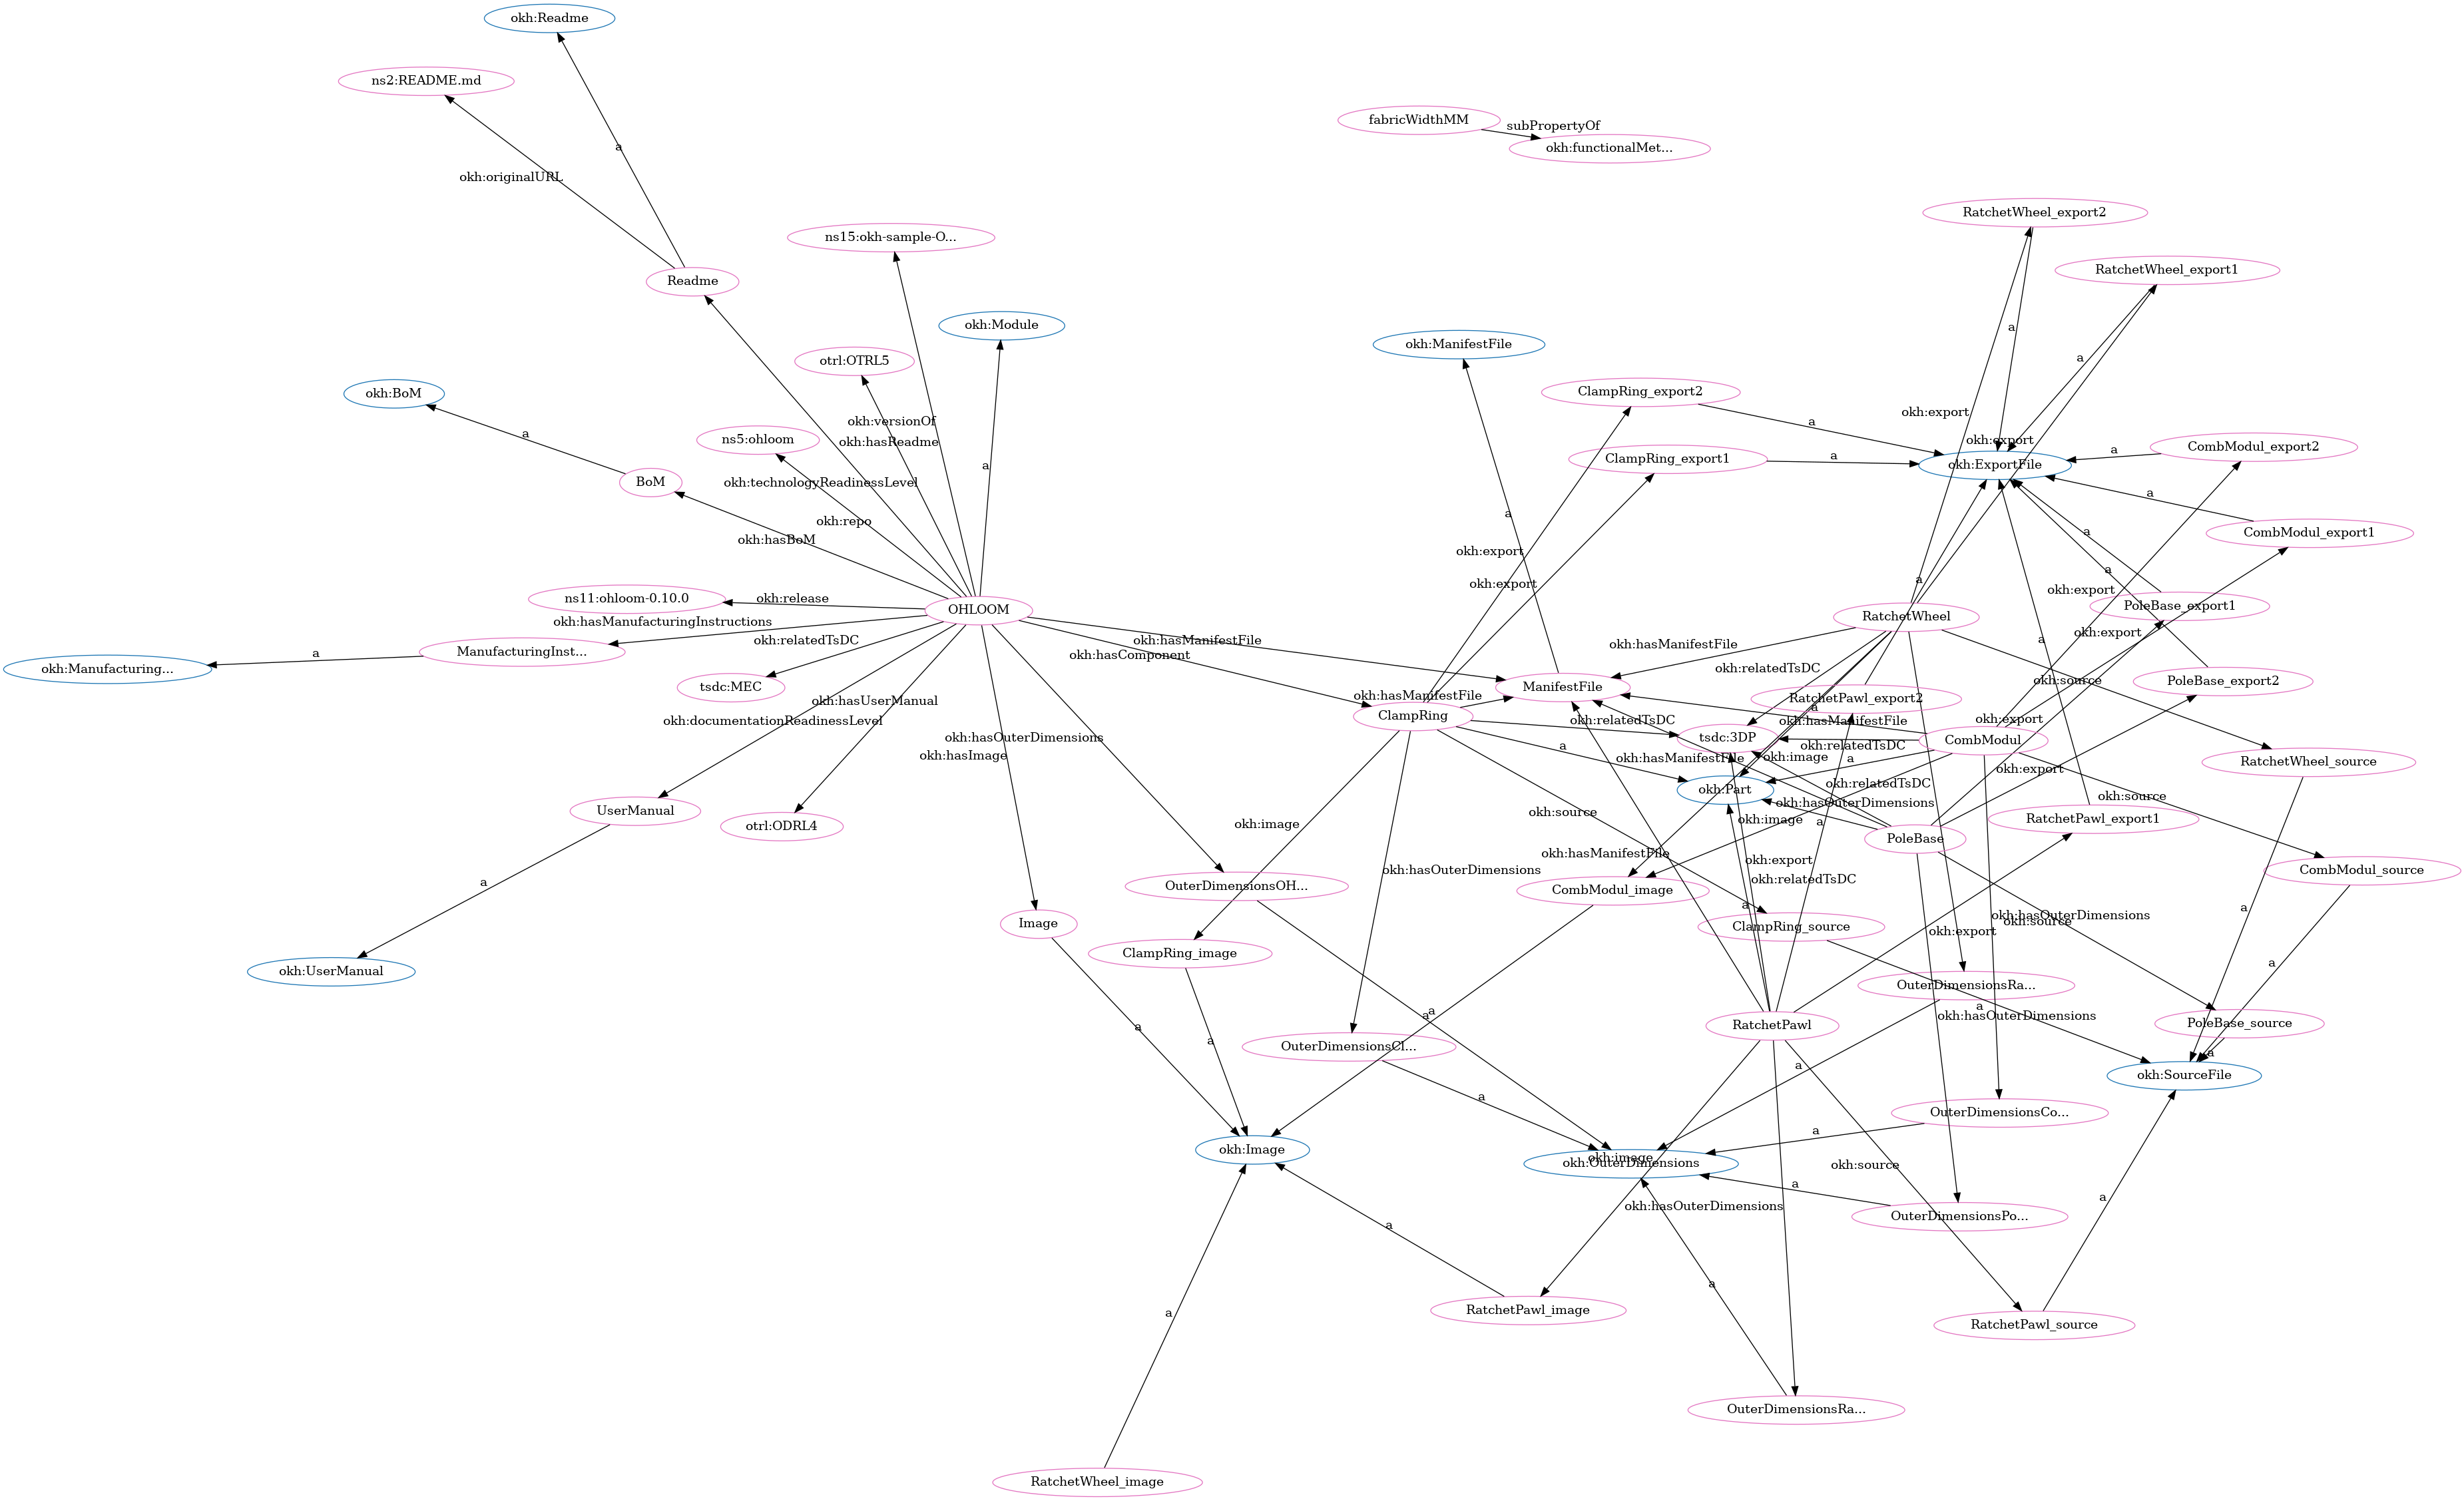 okh:Readme
ns2:README.md
fabricWidthMM
subPropertyOf
okh:functionalMet...
a
okh:originalURL
RatchetWheel_export2
ns15:okh-sample-O...
RatchetWheel_export1
Readme
okh:Module
a
okh:ManifestFile
a
otrl:OTRL5
okh:BoM
ClampRing_export2
okh:export
okh:versionOf
a
a
ns5:ohloom
okh:hasReadme
okh:export
CombModul_export2
a
ClampRing_export1
a
a
okh:ExportFile
BoM
okh:technologyReadinessLevel
a
okh:repo
a
CombModul_export1
a
okh:hasBoM
okh:export
a
okh:export
a
okh:export
ns11:ohloom-0.10.0
okh:release
OHLOOM
PoleBase_export1
RatchetWheel
okh:hasManufacturingInstructions
okh:export
okh:relatedTsDC
okh:hasManifestFile
a
okh:hasManifestFile
a
ManufacturingInst...
okh:hasComponent
okh:Manufacturing...
okh:relatedTsDC
okh:source
PoleBase_export2
tsdc:MEC
ManifestFile
okh:hasManifestFile
RatchetPawl_export2
okh:hasUserManual
a
ClampRing
okh:documentationReadinessLevel
okh:relatedTsDC
okh:hasManifestFile
okh:export
okh:hasOuterDimensions
tsdc:3DP
CombModul
a
okh:relatedTsDC
okh:hasImage
okh:hasManifestFile
okh:image
a
RatchetWheel_source
okh:export
okh:relatedTsDC
okh:Part
okh:source
okh:hasOuterDimensions
UserManual
okh:source
okh:image
a
RatchetPawl_export1
okh:image
otrl:ODRL4
PoleBase
okh:hasManifestFile
okh:export
okh:hasOuterDimensions
CombModul_source
okh:relatedTsDC
a
OuterDimensionsOH...
CombModul_image
a
a
okh:hasOuterDimensions
okh:source
Image
ClampRing_source
okh:export
ClampRing_image
a
okh:UserManual
OuterDimensionsRa...
a
a
a
okh:hasOuterDimensions
a
a
RatchetPawl
PoleBase_source
a
OuterDimensionsCl...
a
a
okh:SourceFile
a
OuterDimensionsCo...
a
okh:Image
okh:image
okh:OuterDimensions
okh:source
a
a
okh:hasOuterDimensions
OuterDimensionsPo...
a
a
RatchetPawl_image
a
RatchetPawl_source
OuterDimensionsRa...
RatchetWheel_image